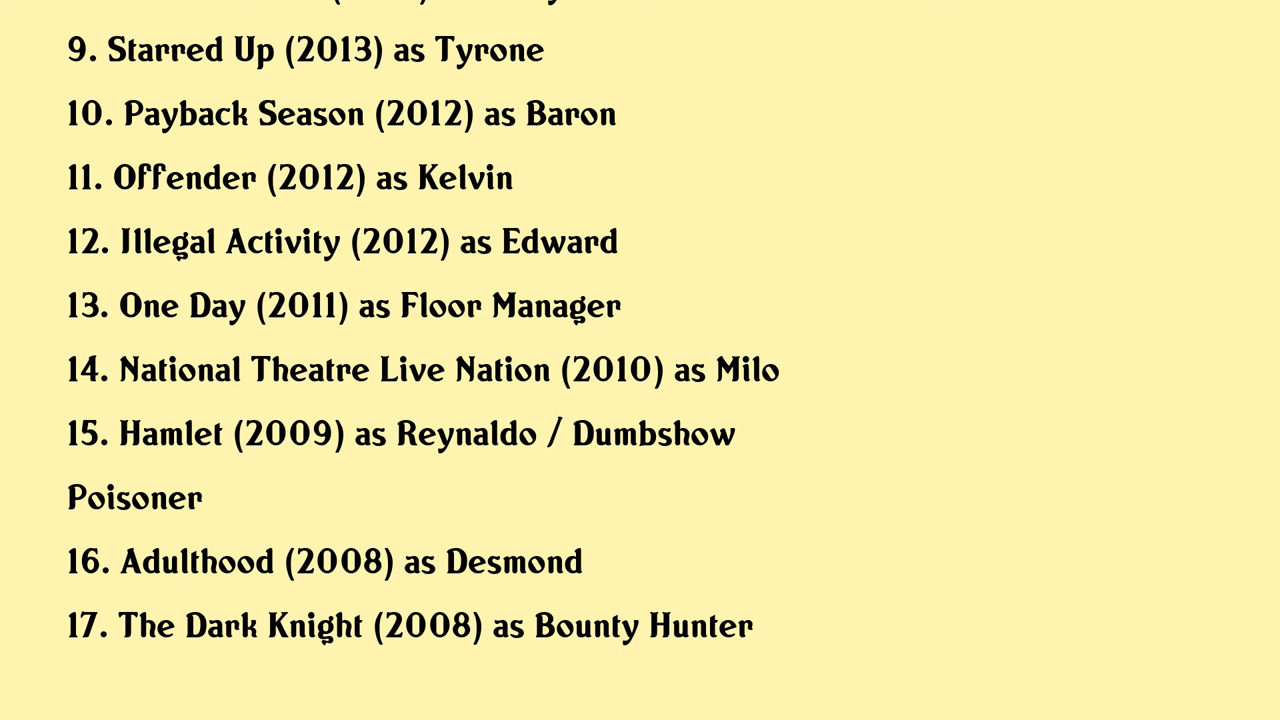 9. Starred Up (2013) as Tyrone
10. Payback Season (2012) as Baron
11. Offender (2012) as Kelvin
12. Illegal Activity (2012) as Edward
13. One Day (2011) as Floor Manager
14. National Theatre Live Nation (2010) as Milo
15. Hamlet (2009) as Reynaldo / Dumbshow
Poisoner
16. Adulthood (2008) as Desmond
17. The Dark Knight (2008) as Bounty Hunter